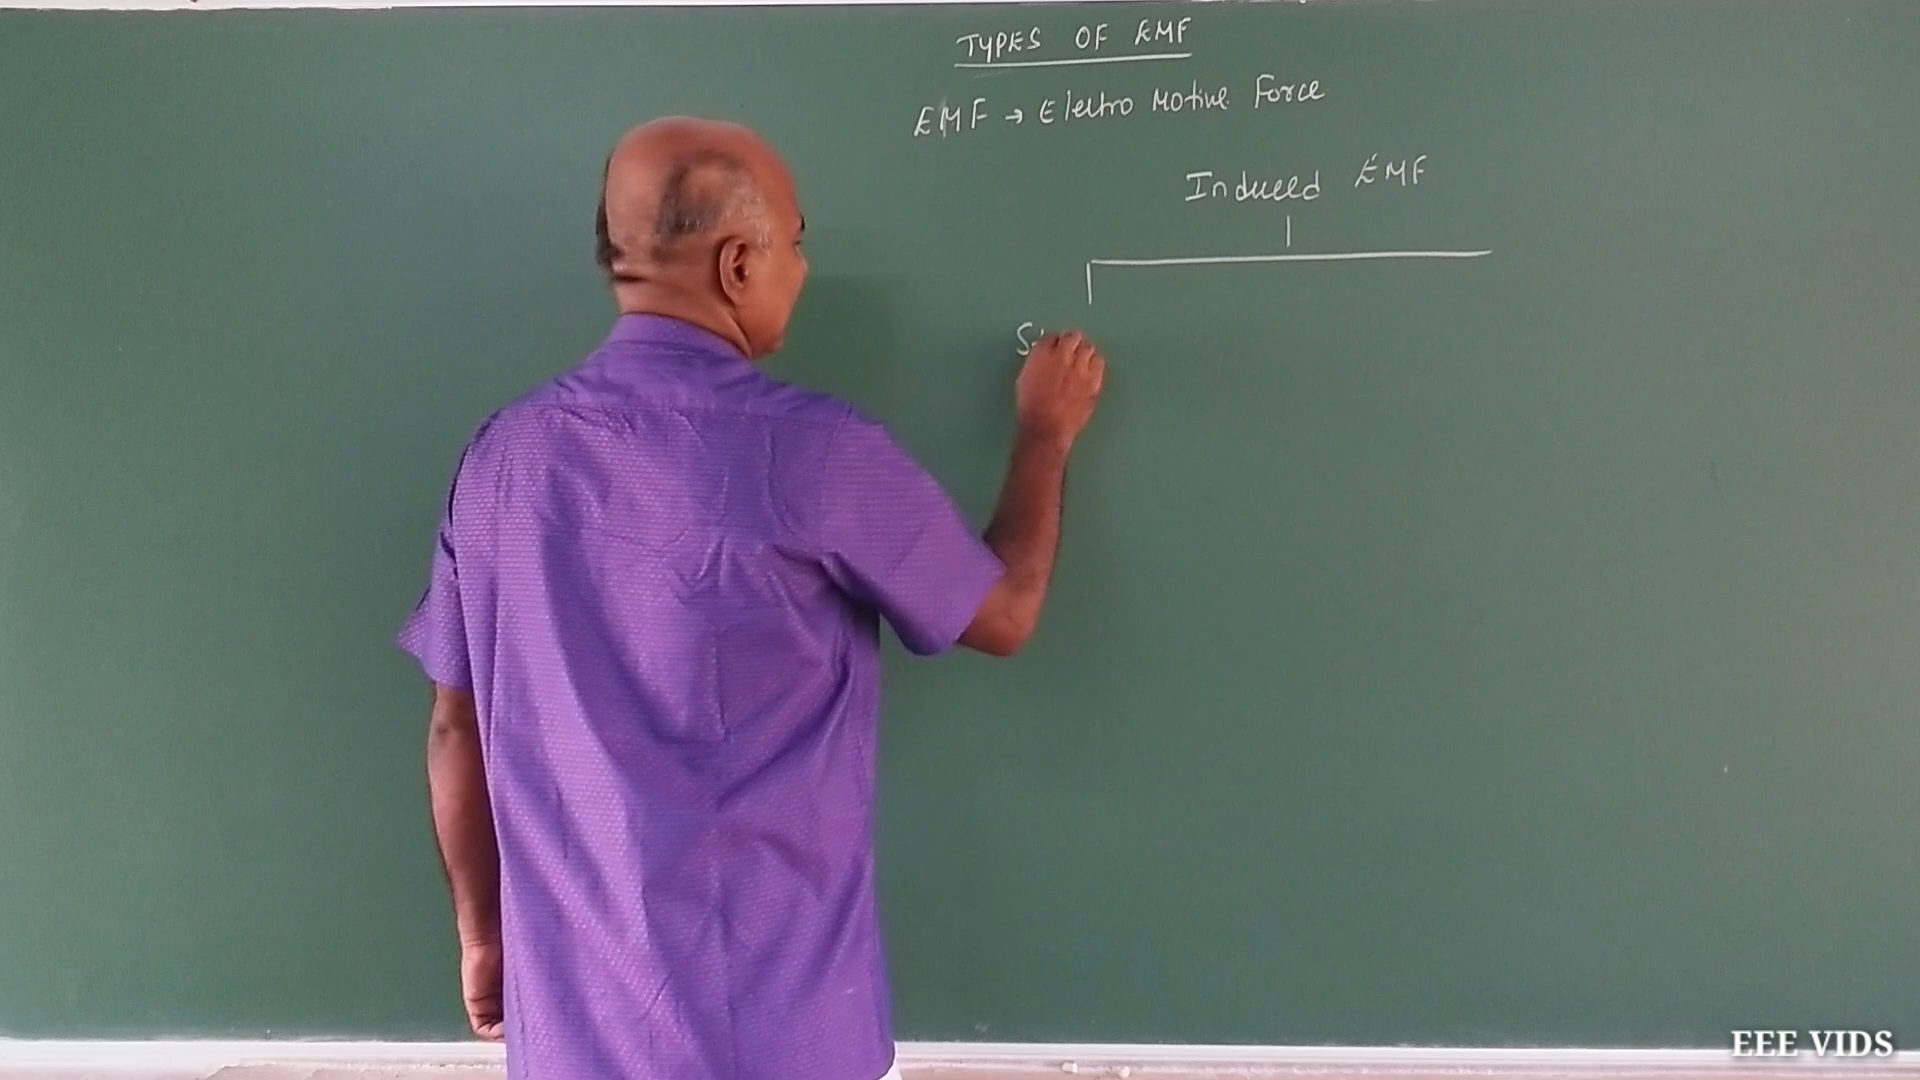 TYPES OF EMF
EMF → Electro Motive Force
Induced EMF
EEE VIDS